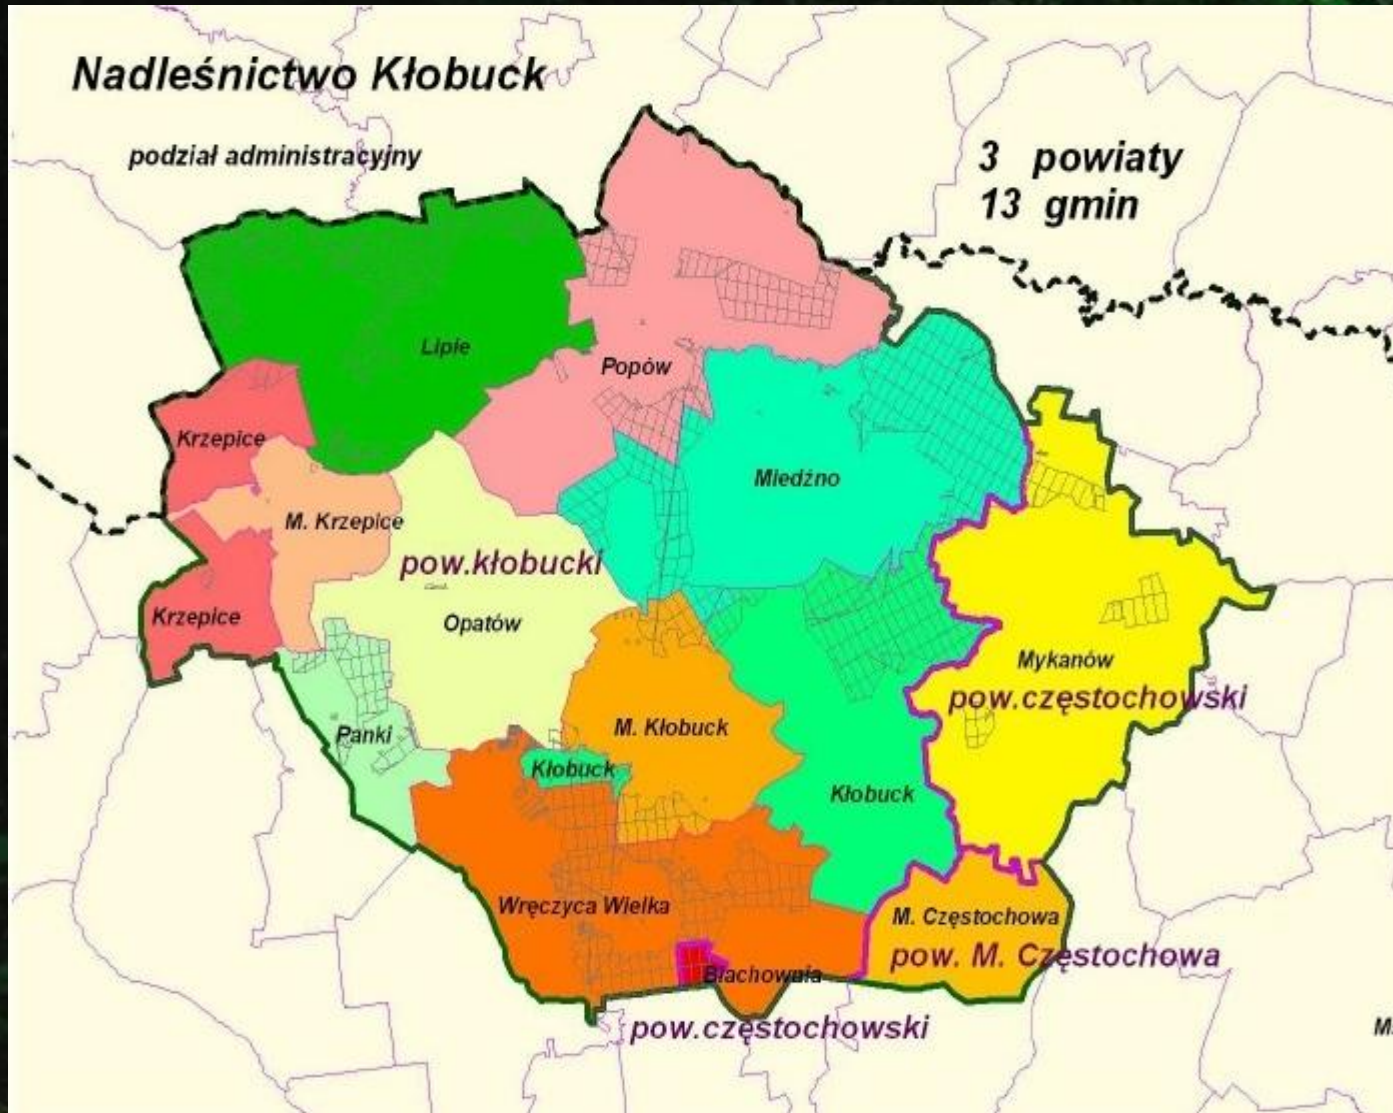 Nadleśnictwo Kłobuck
podział administracyjny
3 powiaty
13 gmin
Lipie
Popów
Krzepice
Miedźno
M. Krzepice
pow.kłobucki
Krzepice
Opatów
Mykanów
pow.częstochowski
Panki
M. Kłobuck
Kłobuck
Kłobuck
Wręczyca Wielka
M. Częstochowa
pow. M. Częstochowa
Blachownia
pow.częstochowski